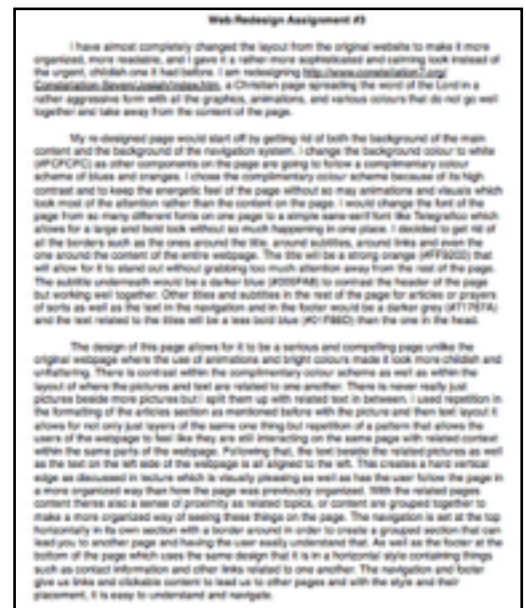 Web Redesign Assignment #3
I have almost completely changed the layout from the original website to make it more
organized, more readable, and I gave it a rather more sophisticated and calming look instead of
the urgent, childish one it had before. I am redesigning http://www.constellation7.org/
Constellation-Seven/Josiah/Index.htm, a Christian page spreading the word of the Lord in a
rather aggressive form with all the graphics, animations, and various colours that do not go well
together and take away from the content of the page.
My re-designed page would start off by getting rid of both the background of the main
content and the background of the navigation system. I change the background colour to white
(#FCFCFC) as other components on the page are going to follow a complimentary colour
scheme of blues and oranges. I chose the complimentary colour scheme because of its high
contrast and to keep the energetic feel of the page without so may animations and visuals which
took most of the attention rather than the content on the page. I would change the font of the
page from so many different fonts on one page to a simple sans-serif font like Telegrafico which
allows for a large and bold look without so much happening in one place. I decided to get rid of
all the borders such as the ones around the title, around subtitles, around links and even the
one around the content of the entire webpage. The title will be a strong orange that
will allow for it to stand out without grabbing too much attention away from the rest of the page.
The subtitle underneath would be a darker blue to contrast the header of the page
but working well together. Other titles and subtitles in the rest of the page for articles or prayers
of sorts as well as the text in the navigation and in the footer would be a darker grey
and the text related to the titles will be a less bold blue than the one in the head.
The design of this page allows for it to be a serious and compelling page unlike the
original webpage where the use of animations and bright colours made it look more childish and
unflattering. There is contrast within the complimentary colour scheme as well as within the
layout of where the pictures and text are related to one another. There is never really just
pictures beside more pictures but I split them up with related text in between. I used repetition in
the formatting of the articles section as mentioned before with the picture and then text layout it
allows for not only just layers of the same one thing but repetition of a pattern that allows the
users of the webpage to feel like they are still interacting on the same page with related context
within the same parts of the webpage. Following that, the text beside the related pictures as well
as the text on the left side of the webpage is all aligned to the left. This creates a hard vertical
edge as discussed in lecture which is visually pleasing as well as has the user follow the page in
a more organized way than how the page was previously organized. With the related pages
content theres also a sense of proximity as related topics, or content are grouped together to
make a more organized way of seeing these things on the page. The navigation is set at the top
horizontally it's own section with a border around in order to create a grouped section that can
lead you to another page and having the user easily understand that. As well as the footer at the
bottom of the page which uses the same design that it is in a horizontal style containing things
such as contact information and other links related to one another. The navigation and footer
give us links and clickable content to lead us to other pages and with the style and their
placement, it is easy to understand and navigate.